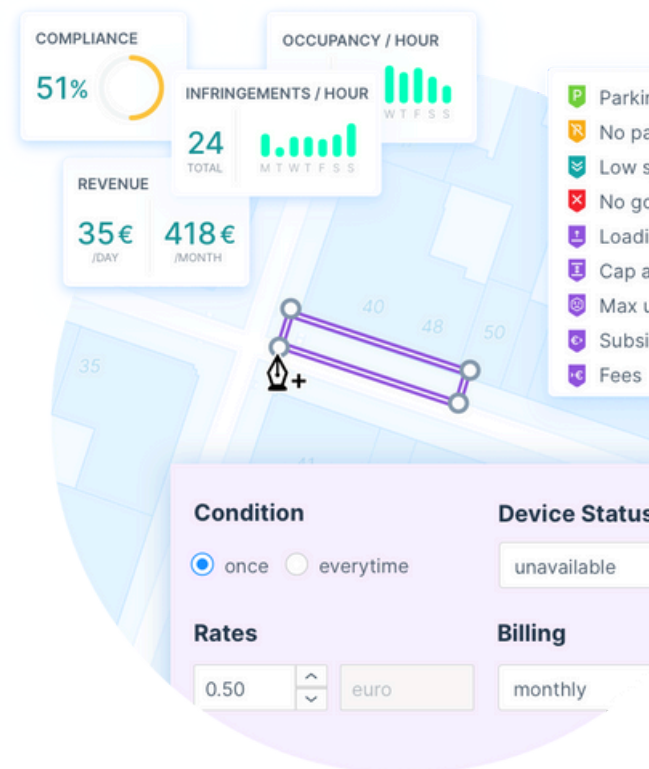 COMPLIANCE
51%
OCCUPANCY / HOUR
W T F S S
INFRINGEMENTS / HOUR
24
TOTAL
M T W T F S S
REVENUE
35€
/DAY
418€
/MONTH
P Parkin
No pa
Low s
No go
Loadi
Cap a
Max u
Subsi
Fees
40
48
50
35
41
Condition
once
everytime
Device Status
unavailable
Rates
0.50
euro
Billing
monthly